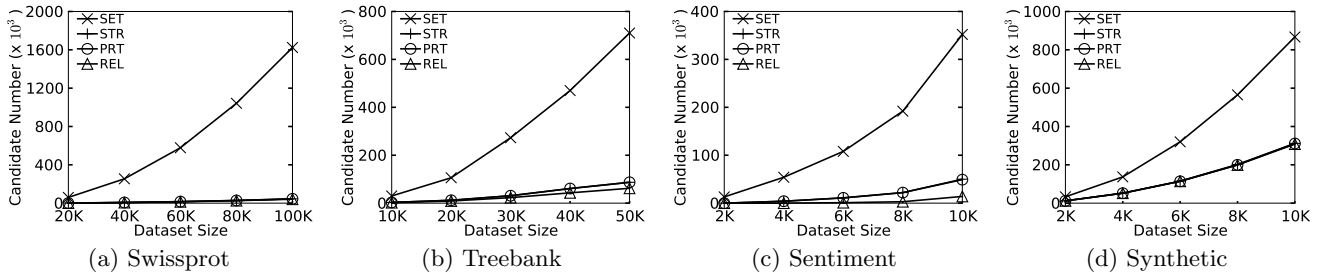 Candidate Number (x 10³)
2000
1600
1200
800
400
0
SET
STR
PRT
REL
20K 40K 60K 80K 100K
Dataset Size
(a) Swissprot
Candidate Number (x 10³)
800
600
400
200
0
SET
STR
PRT
REL
10K 20K 30K 40K 50K
Dataset Size
(b) Treebank
Candidate Number (x 10³)
400
300
200
100
0
SET
STR
PRT
REL
2K 4K 6K 8K 10K
Dataset Size
(c) Sentiment
Candidate Number (x 10³)
1000
800
600
400
200
0
SET
STR
PRT
REL
2K 4K 6K 8K 10K
Dataset Size
(d) Synthetic